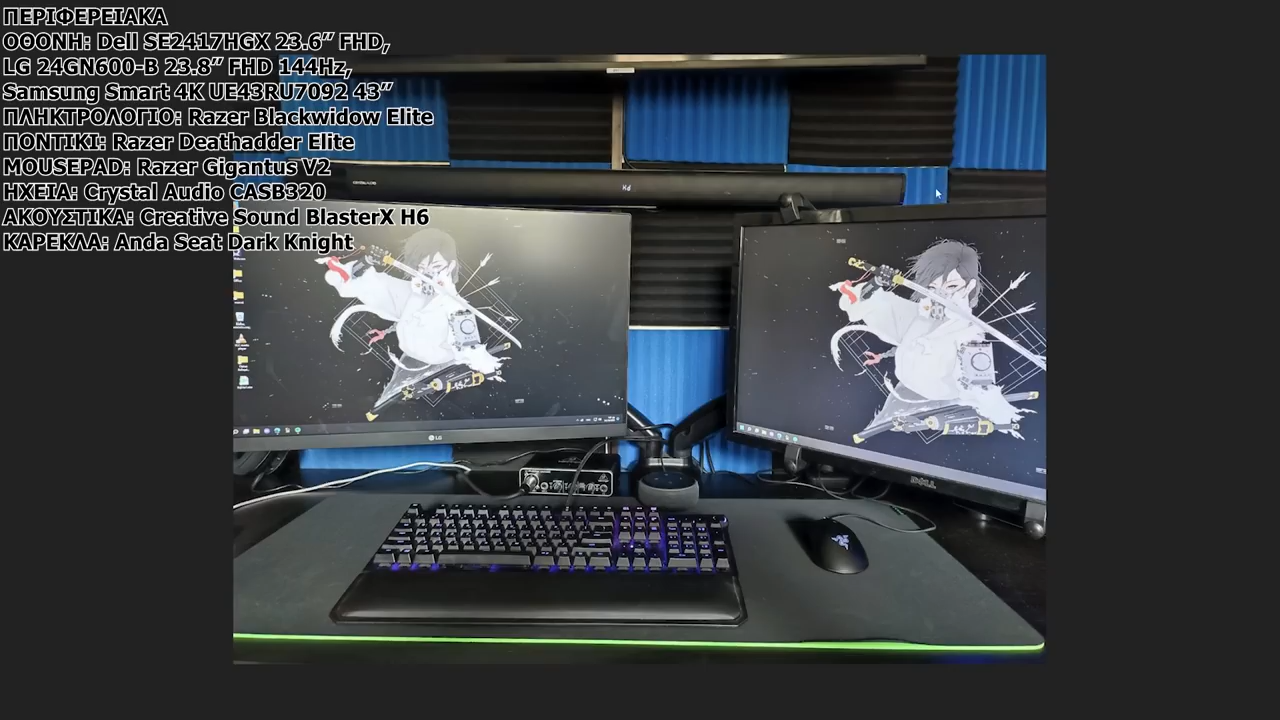 ΠΕΡΙΦΕΡΕΙΑΚΑ
ΟΘΟΝΗ: Dell SE2417HGX 23.6” FHD,
LG 24GN600-B 23.8” FHD 144Hz,
Samsung Smart 4K UE43RU7092 43”
ΠΛΗΚΤΡΟΛΟΓΙΟ: Razer Blackwidow Elite
ΠΟΝΤΙΚΙ: Razer Deathadder Elite
MOUSEPAD: Razer Gigantus V2
ΗΧΕΙΑ: Crystal Audio CASB320
ΑΚΟΥΣΤΙΚΑ: Creative Sound BlasterX H6
ΚΑΡΕΚΛΑ: Anda Seat Dark Knight
LG
DELL